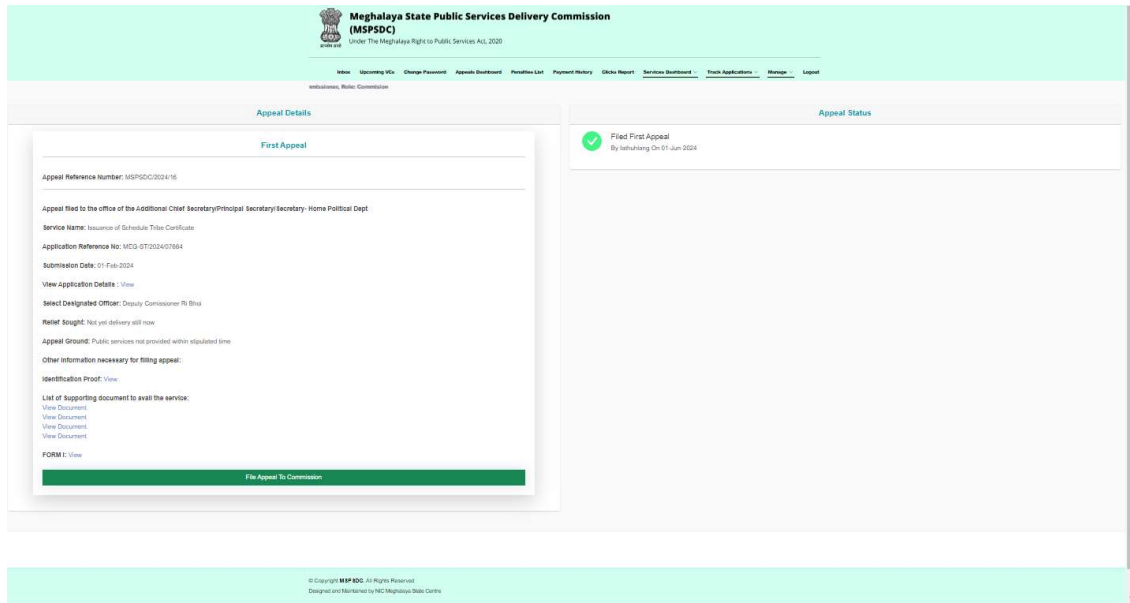 Meghalaya State Public Services Delivery Commission
(MSPSDC)
Under The Meghalaya Right to Public Services Act, 2020
Inbox Upcoming VCs Change Password Appeals Dashboard Penalties List Payment History Clicks Report Services Dashboard Track Applications Manage Logout
Role: Commision
Appeal Details
First Appeal
Appeal Reference Number: MSPSDC/2024/16
Appeal filed to the office of the Additional Chief Secretary/Principal Secretary/Secretary- Home Political Dept
Service Name: Issuance of Schedule Tribe Certificate
Application Reference No: MEG-ST/2024/07664
Submission Date: 01-Feb-2024
View Application Details : View
Select Designated Officer: Deputy Comissioner Ri Bhoi
Relief Sought: Not yet delivery still now
Appeal Ground: Public services not provided within stipulated time
Other information necessary for filling appeal:
Identification Proof: View
List of Supporting document to avail the service:
View Document
View Document
View Document
View Document
FORM I: View
File Appeal To Commission
Appeal Status
Filed First Appeal
On 01-Jun-2024
© Copyright MSPSDC. All Rights Reserved
Designed and Maintained by NIC Meghalaya State Centre